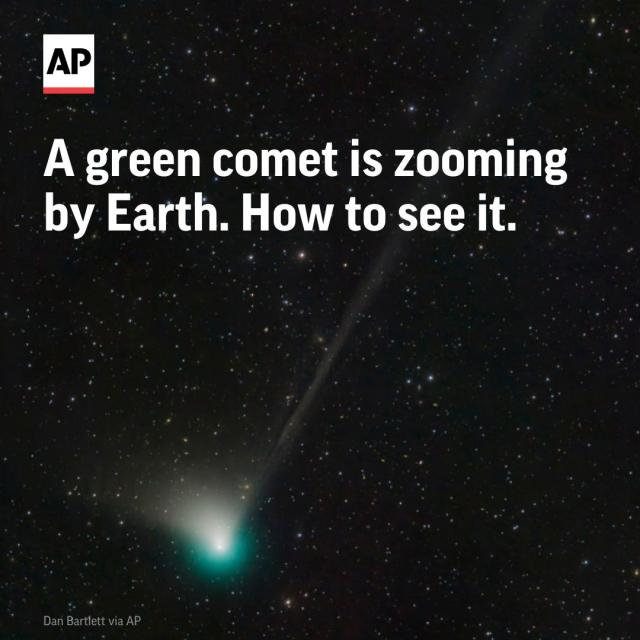 AP
A green comet is zooming
by Earth. How to see it.
Dan Bartlett via AP